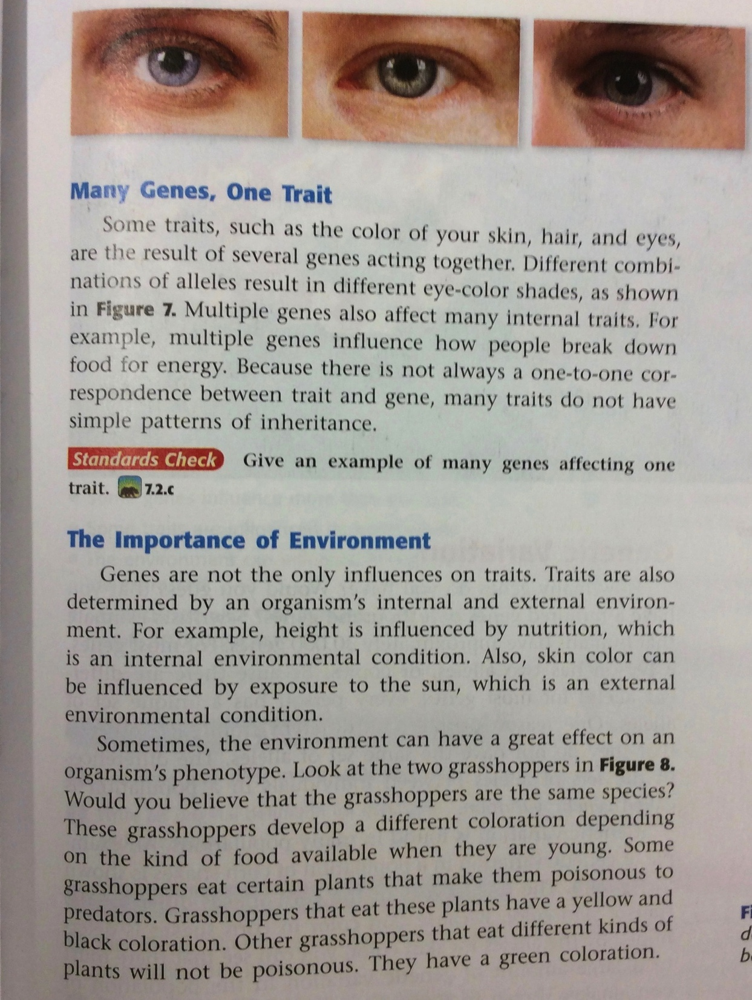 Many Genes, One Trait
Some traits, such as the color of your skin, hair, and eyes,
are the result of several genes acting together. Different combi-
nations of alleles result in different eye-color shades, as shown
in Figure 7. Multiple genes also affect many internal traits. For
example, multiple genes influence how people break down
food for energy. Because there is not always a one-to-one cor-
respondence between trait and gene, many traits do not have
simple patterns of inheritance.
Standards Check Give an example of many genes affecting one
trait. 7.2.c
The Importance of Environment
Genes are not the only influences on traits. Traits are also
determined by an organism's internal and external environ-
ment. For example, height is influenced by nutrition, which
is an internal environmental condition. Also, skin color can
be influenced by exposure to the sun, which is an external
environmental condition.
Sometimes, the environment can have a great effect on an
organism's phenotype. Look at the two grasshoppers in Figure 8.
Would you believe that the grasshoppers are the same species?
These grasshoppers develop a different coloration depending
on the kind of food available when they are young. Some
grasshoppers eat certain plants that make them poisonous to
predators. Grasshoppers that eat these plants have a yellow and
black coloration. Other grasshoppers that eat different kinds of
plants will not be poisonous. They have a green coloration.